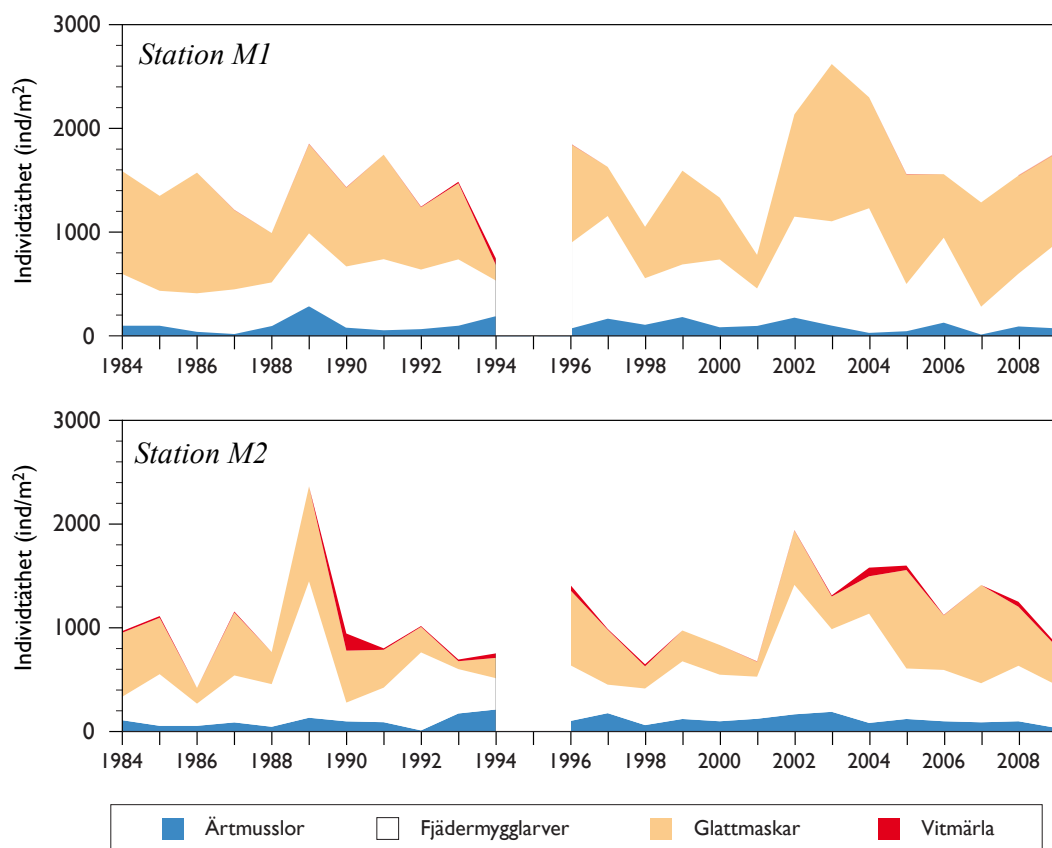 3000
Station M1
2000
1000
0
Individtäthet (ind/m²)
1984 1986 1988 1990 1992 1994 1996 1998 2000 2002 2004 2006 2008
3000
Station M2
2000
1000
0
Individtäthet (ind/m²)
1984 1986 1988 1990 1992 1994 1996 1998 2000 2002 2004 2006 2008
Ärtmusslor Fjädermygglarver Glattmaskar Vitmärla